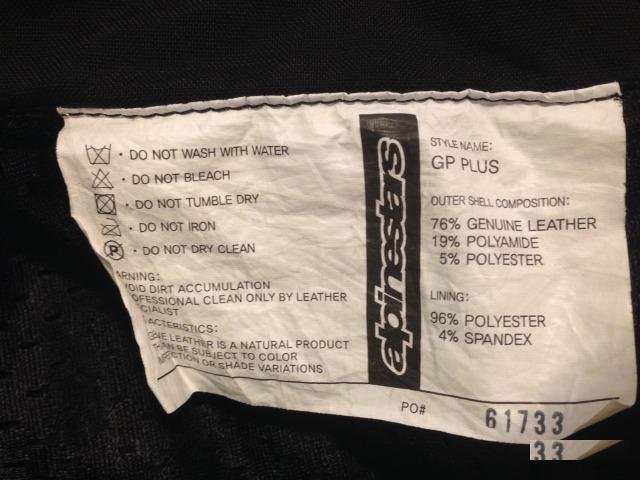 · DO NOT WASH WITH WATER
· DO NOT BLEACH
· DO NOT TUMBLE DRY
· DO NOT IRON
P · DO NOT DRY CLEAN
ARNING:
VOID DIRT ACCUMULATION
OFESSIONAL CLEAN ONLY BY LEATHER
CIALIST
ACTERISTICS:
LEATHER IS A NATURAL PRODUCT
AN BE SUBJECT TO COLOR
OR SHADE VARIATIONS
alpinestars
STYLE NAME:
GP PLUS
OUTER SHELL COMPOSITION:
76% GENUINE LEATHER
19% POLYAMIDE
5% POLYESTER
LINING:
96% POLYESTER
4% SPANDEX
PO# 61733
33